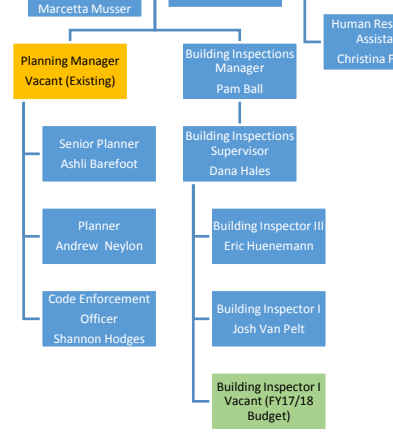 Marcetta Musser
Human Res
Assista
Christina F
Planning Manager
Vacant (Existing)
Building Inspections
Manager
Pam Ball
Senior Planner
Ashli Barefoot
Building Inspections
Supervisor
Dana Hales
Planner
Andrew Neylon
Building Inspector III
Eric Huenemann
Code Enforcement
Officer
Shannon Hodges
Building Inspector I
Josh Van Pelt
Building Inspector I
Vacant (FY17/18
Budget)